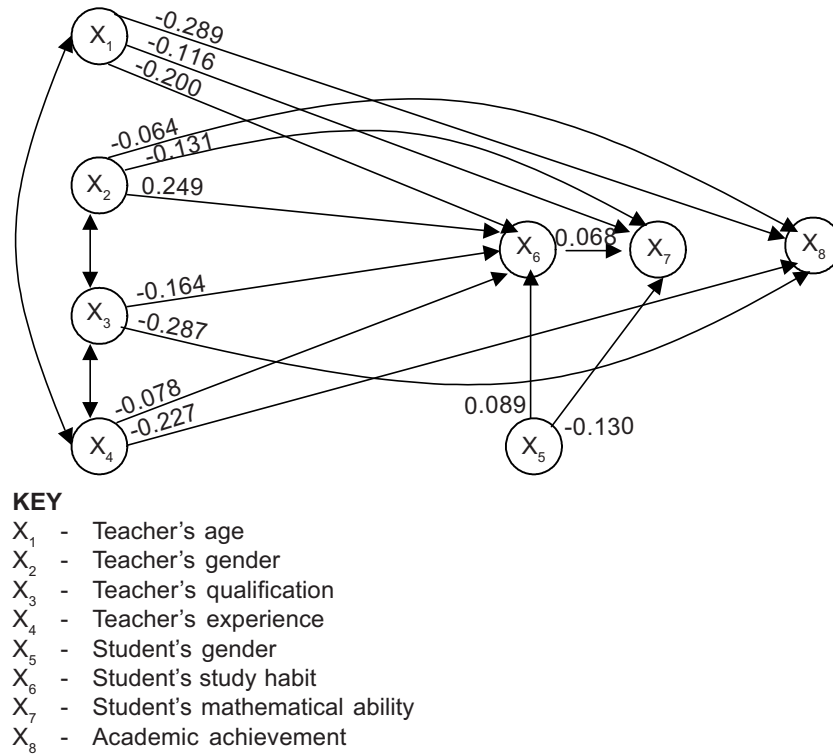 X1
-0.289
-0.116
-0.200
-0.064
-0.131
X2
0.249
X6
0.068
X7
X8
-0.164
X3
-0.287
-0.078
0.089
-0.227
-0.130
X4
X5
KEY
X1 - Teacher's age
X2 - Teacher's gender
X3 - Teacher's qualification
X4 - Teacher's experience
X5 - Student's gender
X6 - Student's study habit
X7 - Student's mathematical ability
X8 - Academic achievement